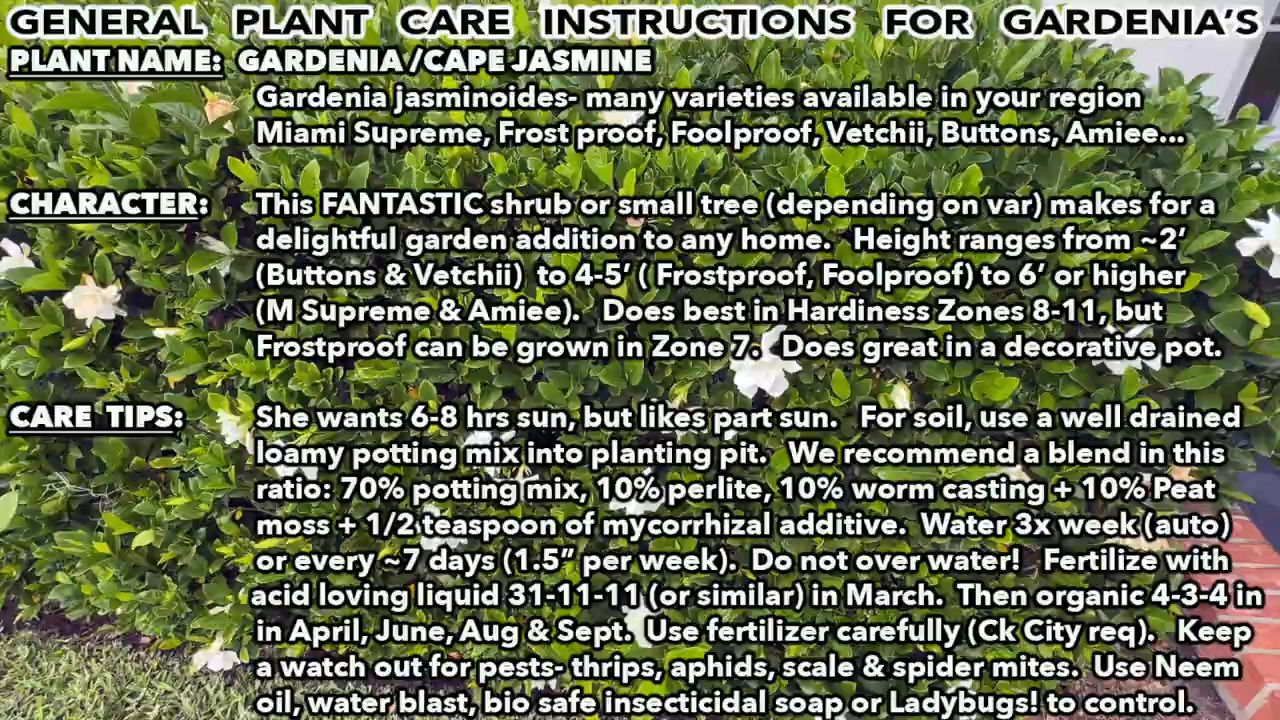 GENERAL PLANT CARE INSTRUCTIONS FOR GARDENIA'S
PLANT NAME: GARDENIA/CAPE JASMINE
Gardenia jasminoides- many varieties available in your region
Miami Supreme, Frost proof, Foolproof, Vetchii, Buttons, Amiee...
CHARACTER: This FANTASTIC shrub or small tree (depending on var) makes for a
delightful garden addition to any home. Height ranges from ~2'
(Buttons & Vetchii) to 4-5' ( Frostproof, Foolproof) to 6' or higher
(M Supreme & Amiee). Does best in Hardiness Zones 8-11, but
Frostproof can be grown in Zone 7. Does great in a decorative pot.
CARE TIPS: She wants 6-8 hrs sun, but likes part sun. For soil, use a well drained
loamy potting mix into planting pit. We recommend a blend in this
ratio: 70% potting mix, 10% perlite, 10% worm casting + 10% Peat
moss + 1/2 teaspoon of mycorrhizal additive. Water 3x week (auto)
or every ~7 days (1.5" per week). Do not over water! Fertilize with
acid loving liquid 31-11-11 (or similar) in March. Then organic 4-3-4 in
in April, June, Aug & Sept. Use fertilizer carefully (Ck City req). Keep
a watch out for pests- thrips, aphids, scale & spider mites. Use Neem
oil, water blast, bio safe insecticidal soap or Ladybugs! to control.